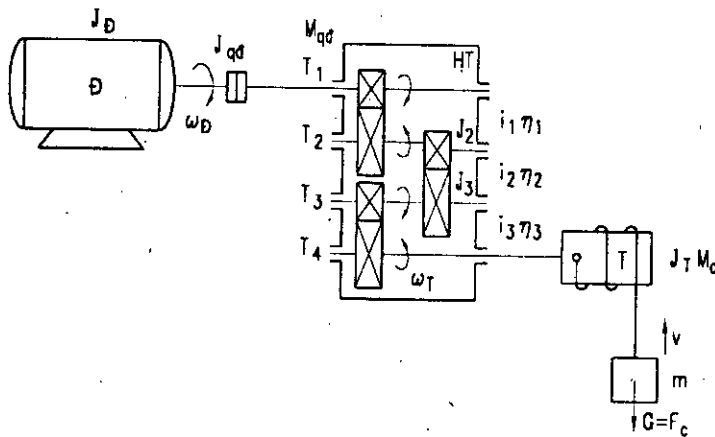 J_Đ
Đ
ω_Đ
J_qđ
M_qđ
HT
T_1
T_2
T_3
T_4
J_2
J_3
i_1 η_1
i_2 η_2
i_3 η_3
ω_T
T
J_T M_c
v
m
G=F_c